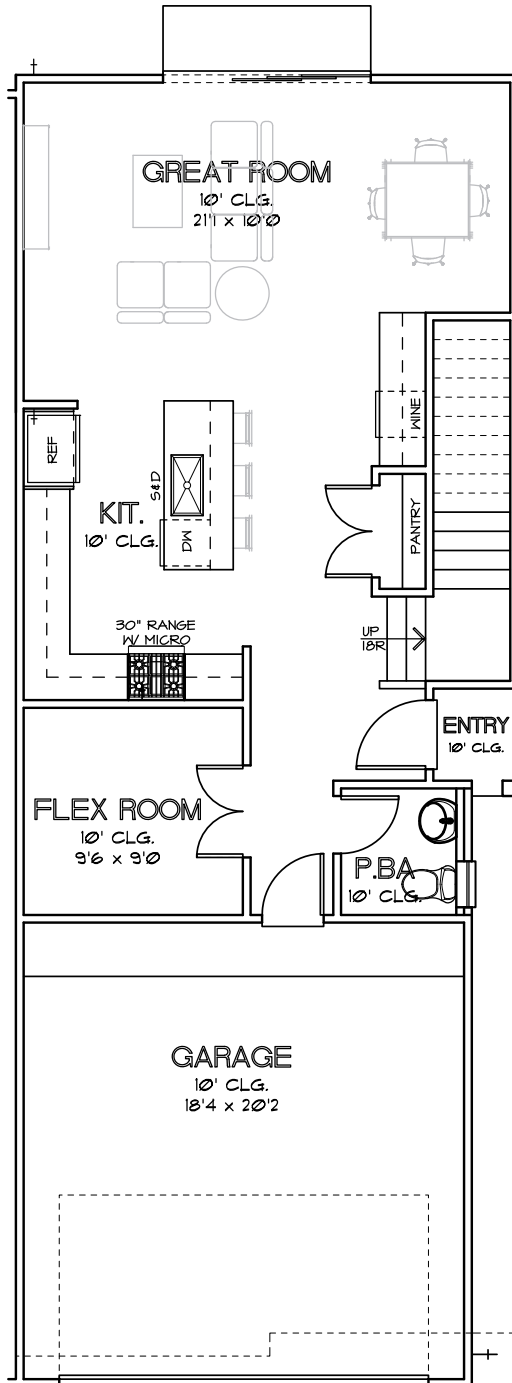 GREAT ROOM
10' CLG.
21'1 x 10'0
WINE
REF
S&D
KIT.
10' CLG.
DW
PANTRY
30" RANGE
W/ MICRO
UP
18R
ENTRY
10' CLG.
FLEX ROOM
10' CLG.
9'6 x 9'0
P.BA
10' CLG.
GARAGE
10' CLG.
18'4 x 20'2